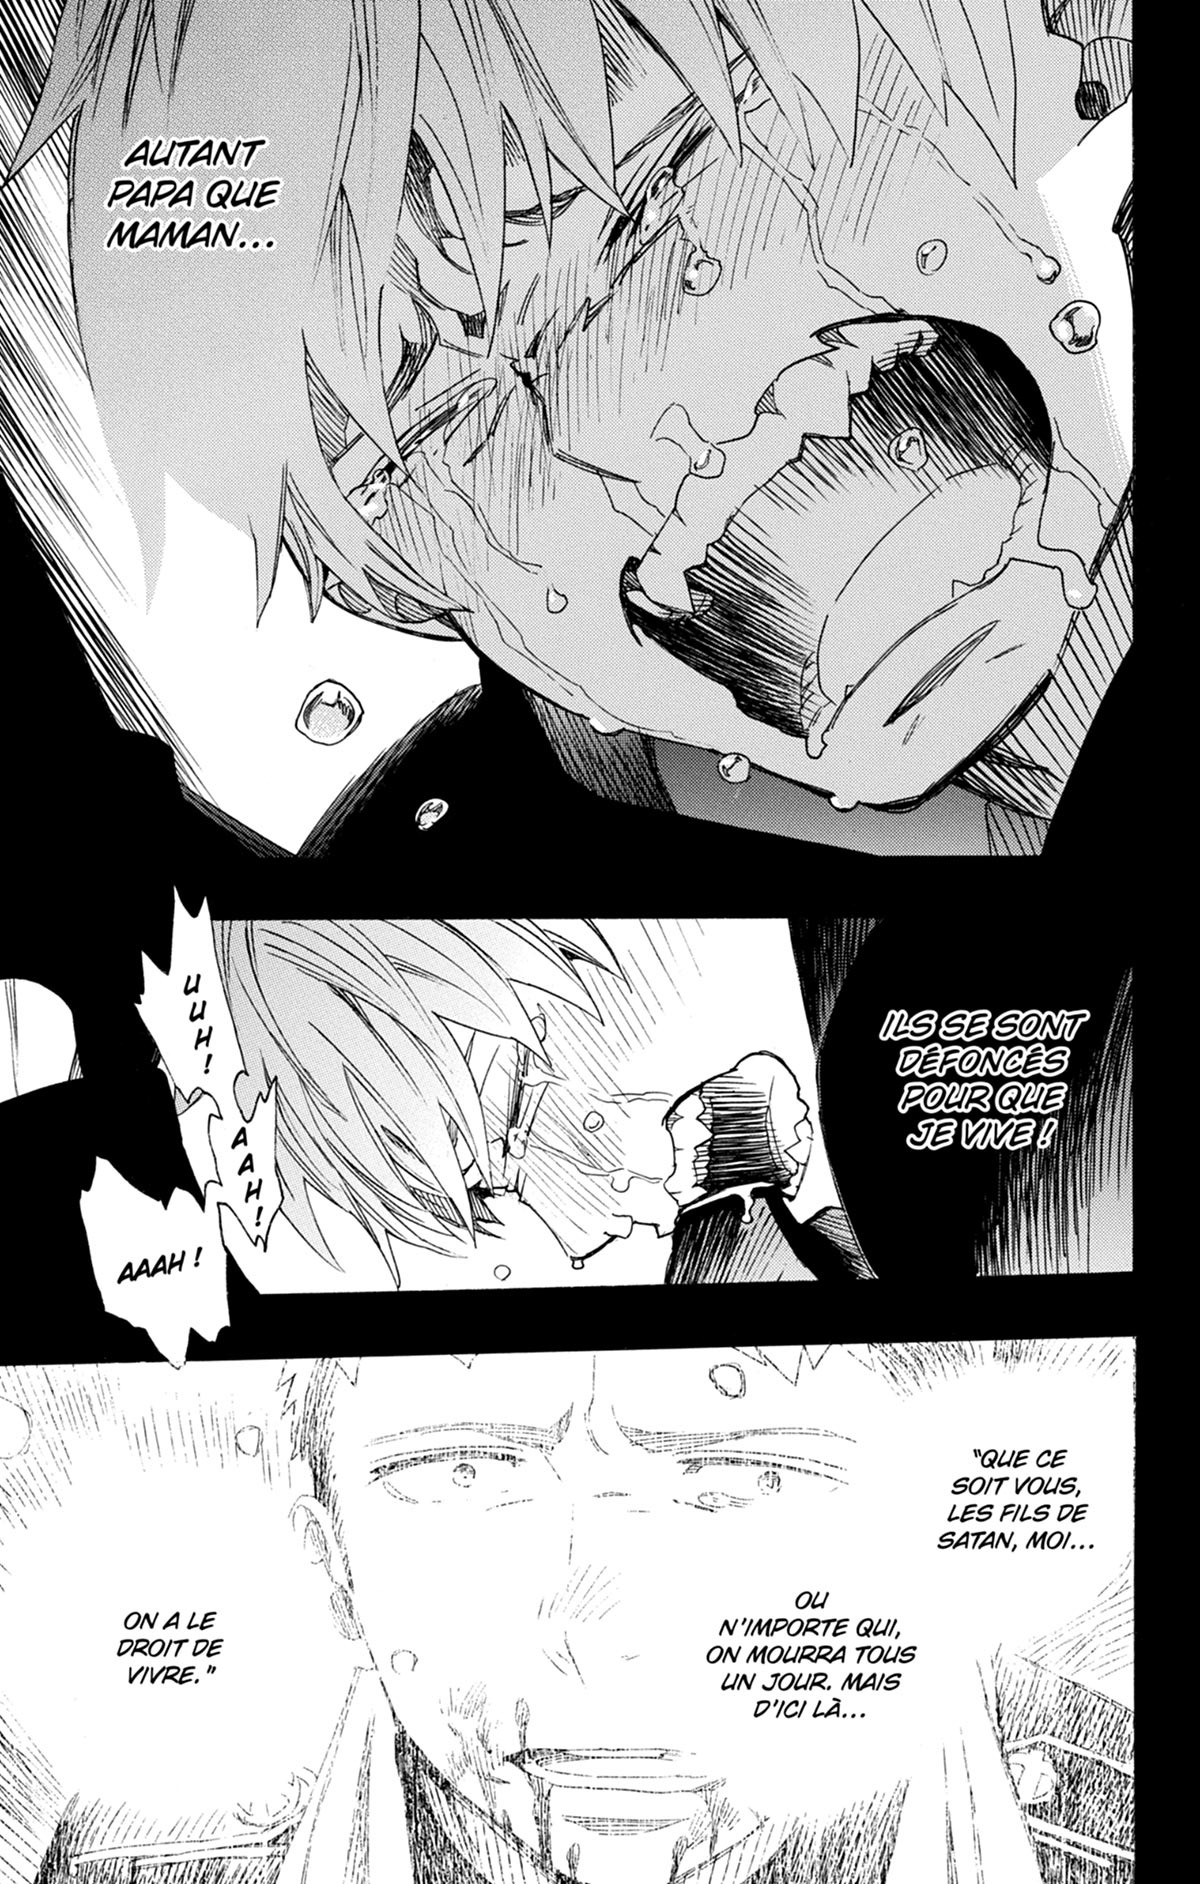 AUTANT
PAPA QUE
MAMAN...
ILS SE SONT
DÉFONCÉS
POUR QUE
JE VIVE !
UUH !
AAH !
AAAH !
"QUE CE
SOIT VOUS,
LES FILS DE
SATAN, MOI...
OU
N'IMPORTE QUI,
ON MOURRA TOUS
UN JOUR. MAIS
D'ICI LÀ...
ON A LE
DROIT DE
VIVRE."